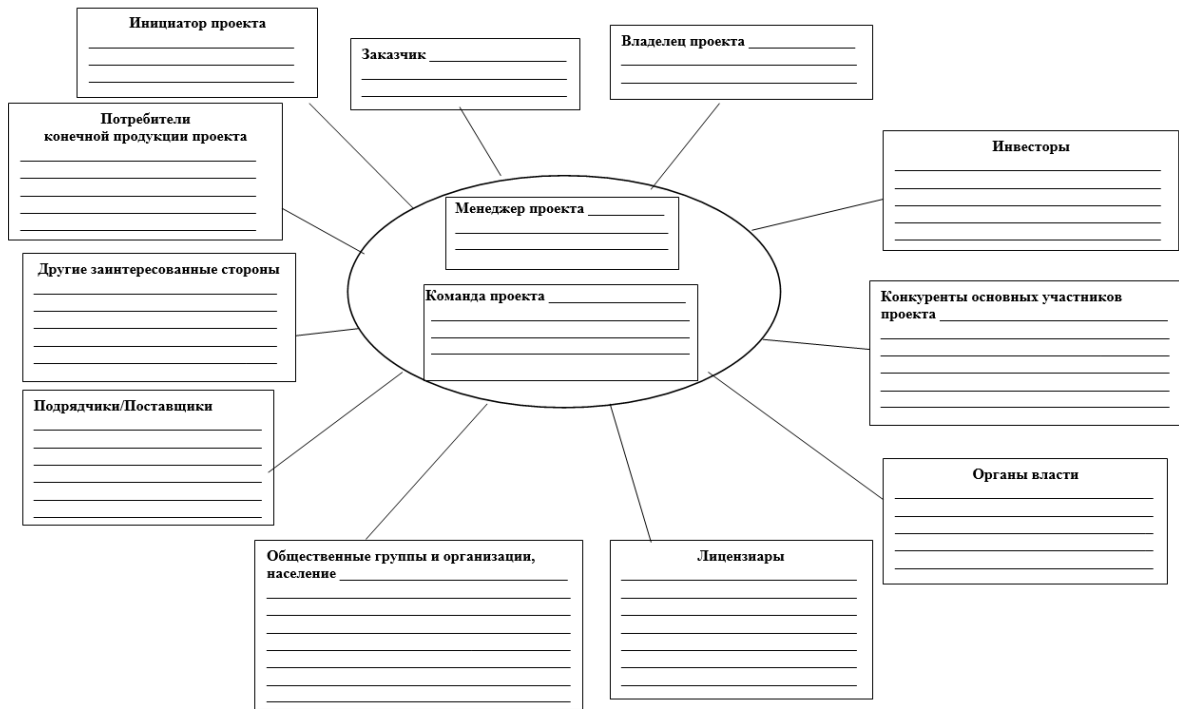 Инициатор проекта
Заказчик
Владелец проекта
Потребители
конечной продукции проекта
Инвесторы
Менеджер проекта
Другие заинтересованные стороны
Команда проекта
Конкуренты основных участников
проекта
Подрядчики/Поставщики
Органы власти
Общественные группы и организации,
население
Лицензиары